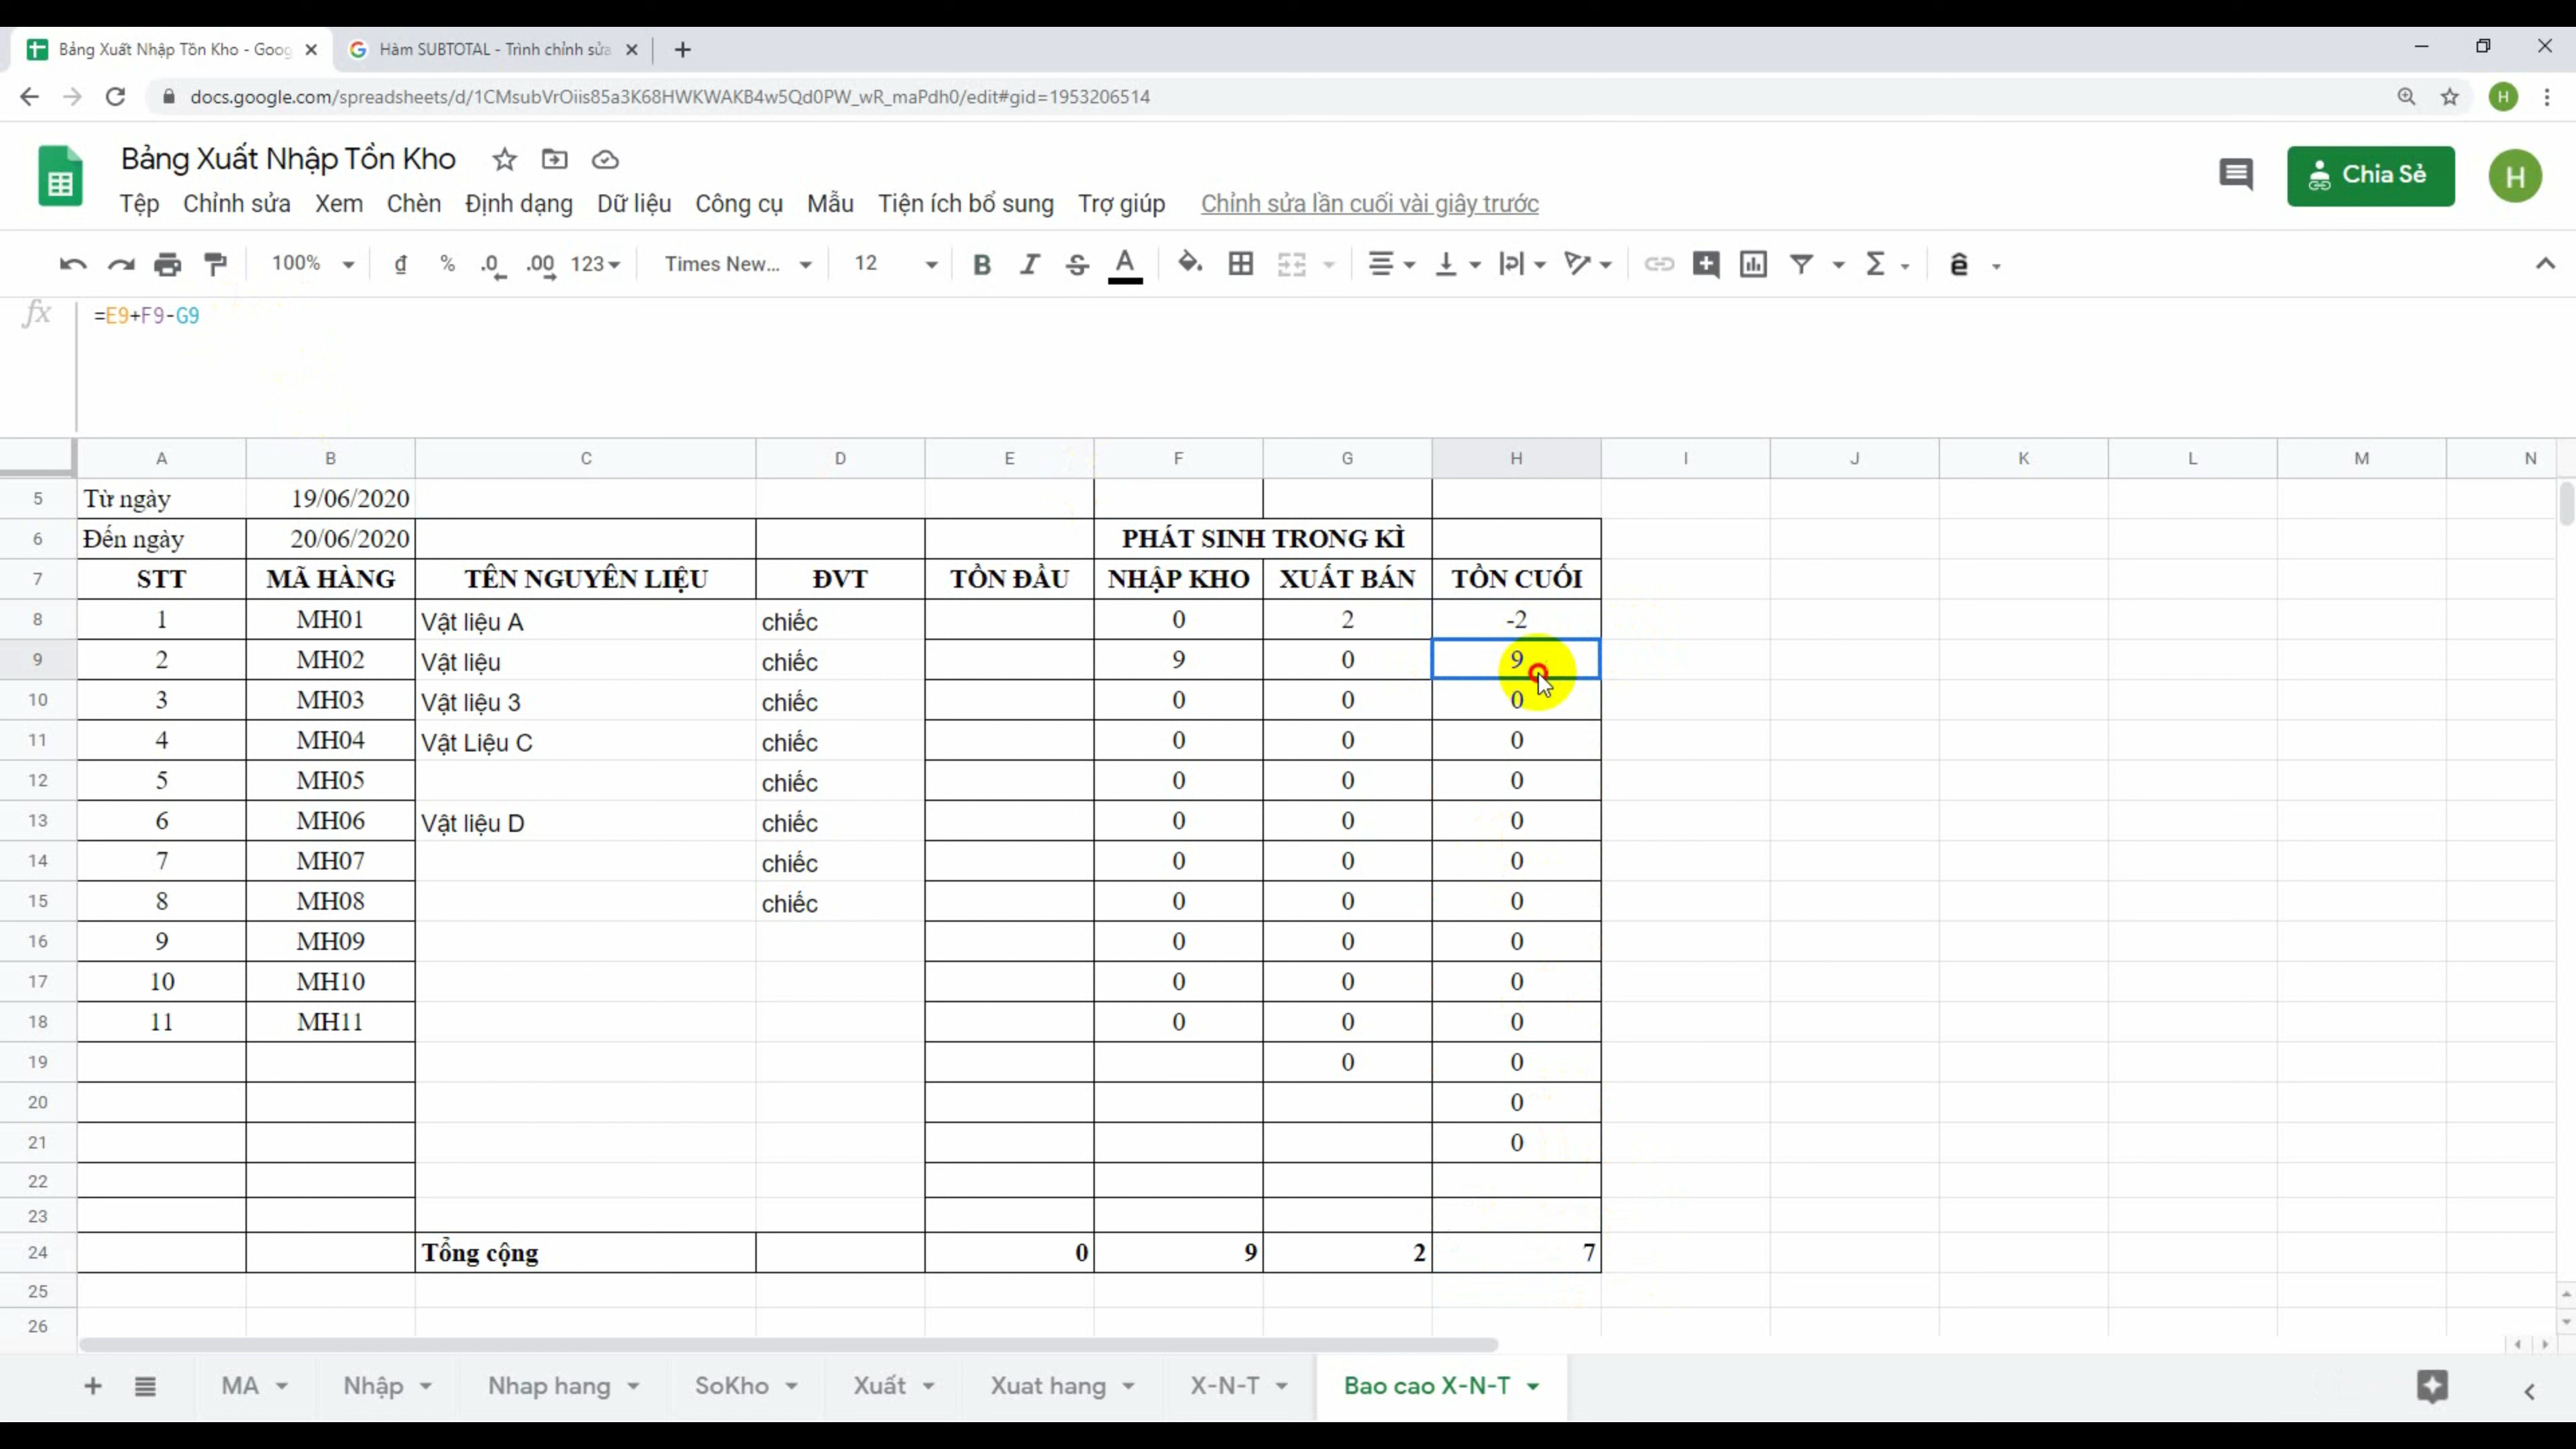 Bảng Xuất Nhập Tồn Kho - Goog
Hàm SUBTOTAL - Trình chỉnh sửa
docs.google.com/spreadsheets/d/1CMsubVrOiis85a3K68HWKWAKB4w5Qd0PW_wR_maPdh0/edit#gid=1953206514
H
Bảng Xuất Nhập Tồn Kho
Chia Sẻ
H
Tệp Chỉnh sửa Xem Chèn Định dạng Dữ liệu Công cụ Mẫu Tiện ích bổ sung Trợ giúp Chỉnh sửa lần cuối vài giây trước
100% đ % .0 .00 123 Times New... 12 B I S A Σ ê
fx =E9+F9-G9
A B C D E F G H I J K L M N
5 Từ ngày 19/06/2020
6 Đến ngày 20/06/2020 PHÁT SINH TRONG KÌ
7 STT MÃ HÀNG TÊN NGUYÊN LIỆU ĐVT TỒN ĐẦU NHẬP KHO XUẤT BÁN TỒN CUỐI
8 1 MH01 Vật liệu A chiếc 0 2 -2
9 2 MH02 Vật liệu chiếc 9 0 9
10 3 MH03 Vật liệu 3 chiếc 0 0 0
11 4 MH04 Vật Liệu C chiếc 0 0 0
12 5 MH05 chiếc 0 0 0
13 6 MH06 Vật liệu D chiếc 0 0 0
14 7 MH07 chiếc 0 0 0
15 8 MH08 chiếc 0 0 0
16 9 MH09 0 0 0
17 10 MH10 0 0 0
18 11 MH11 0 0 0
19 0 0
20 0
21 0
22
23
24 Tổng cộng 0 9 2 7
25
26
MA Nhập Nhap hang SoKho Xuất Xuat hang X-N-T Bao cao X-N-T